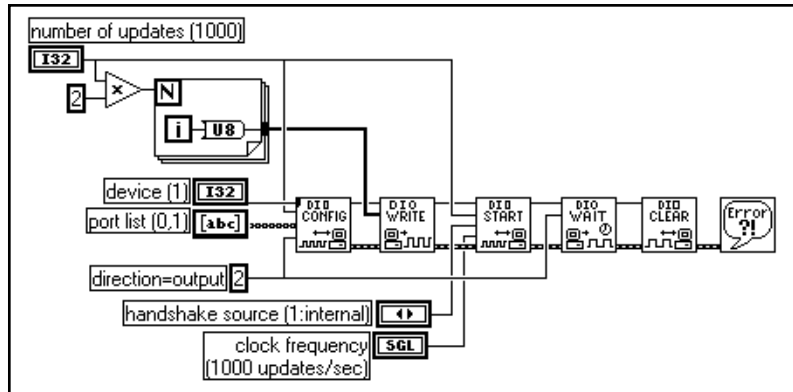 number of updates (1000)
I32
×
2
N
i
U8
device (1)
I32
port list (0,1)
[abc]
DIO
CONFIG
DIO
WRITE
DIO
START
DIO
WAIT
DIO
CLEAR
Error
?!
direction=output
2
handshake source (1:internal)
clock frequency
(1000 updates/sec)
SGL